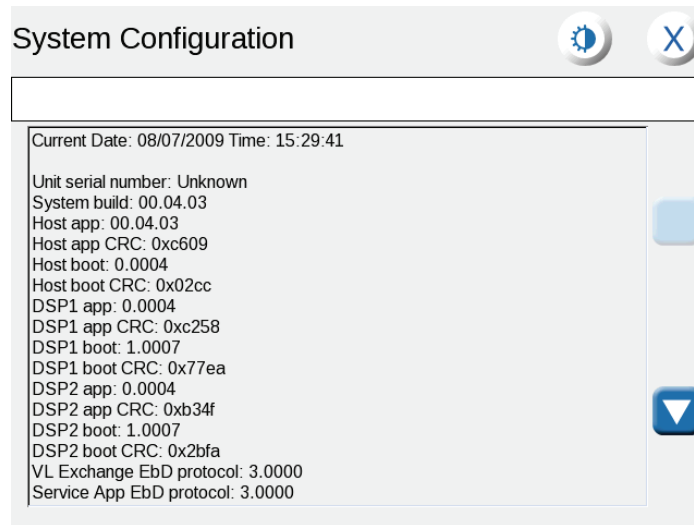 System Configuration
X
Current Date: 08/07/2009 Time: 15:29:41
Unit serial number: Unknown
System build: 00.04.03
Host app: 00.04.03
Host app CRC: 0xc609
Host boot: 0.0004
Host boot CRC: 0x02cc
DSP1 app: 0.0004
DSP1 app CRC: 0xc258
DSP1 boot: 1.0007
DSP1 boot CRC: 0x77ea
DSP2 app: 0.0004
DSP2 app CRC: 0xb34f
DSP2 boot: 1.0007
DSP2 boot CRC: 0x2bfa
VL Exchange EbD protocol: 3.0000
Service App EbD protocol: 3.0000